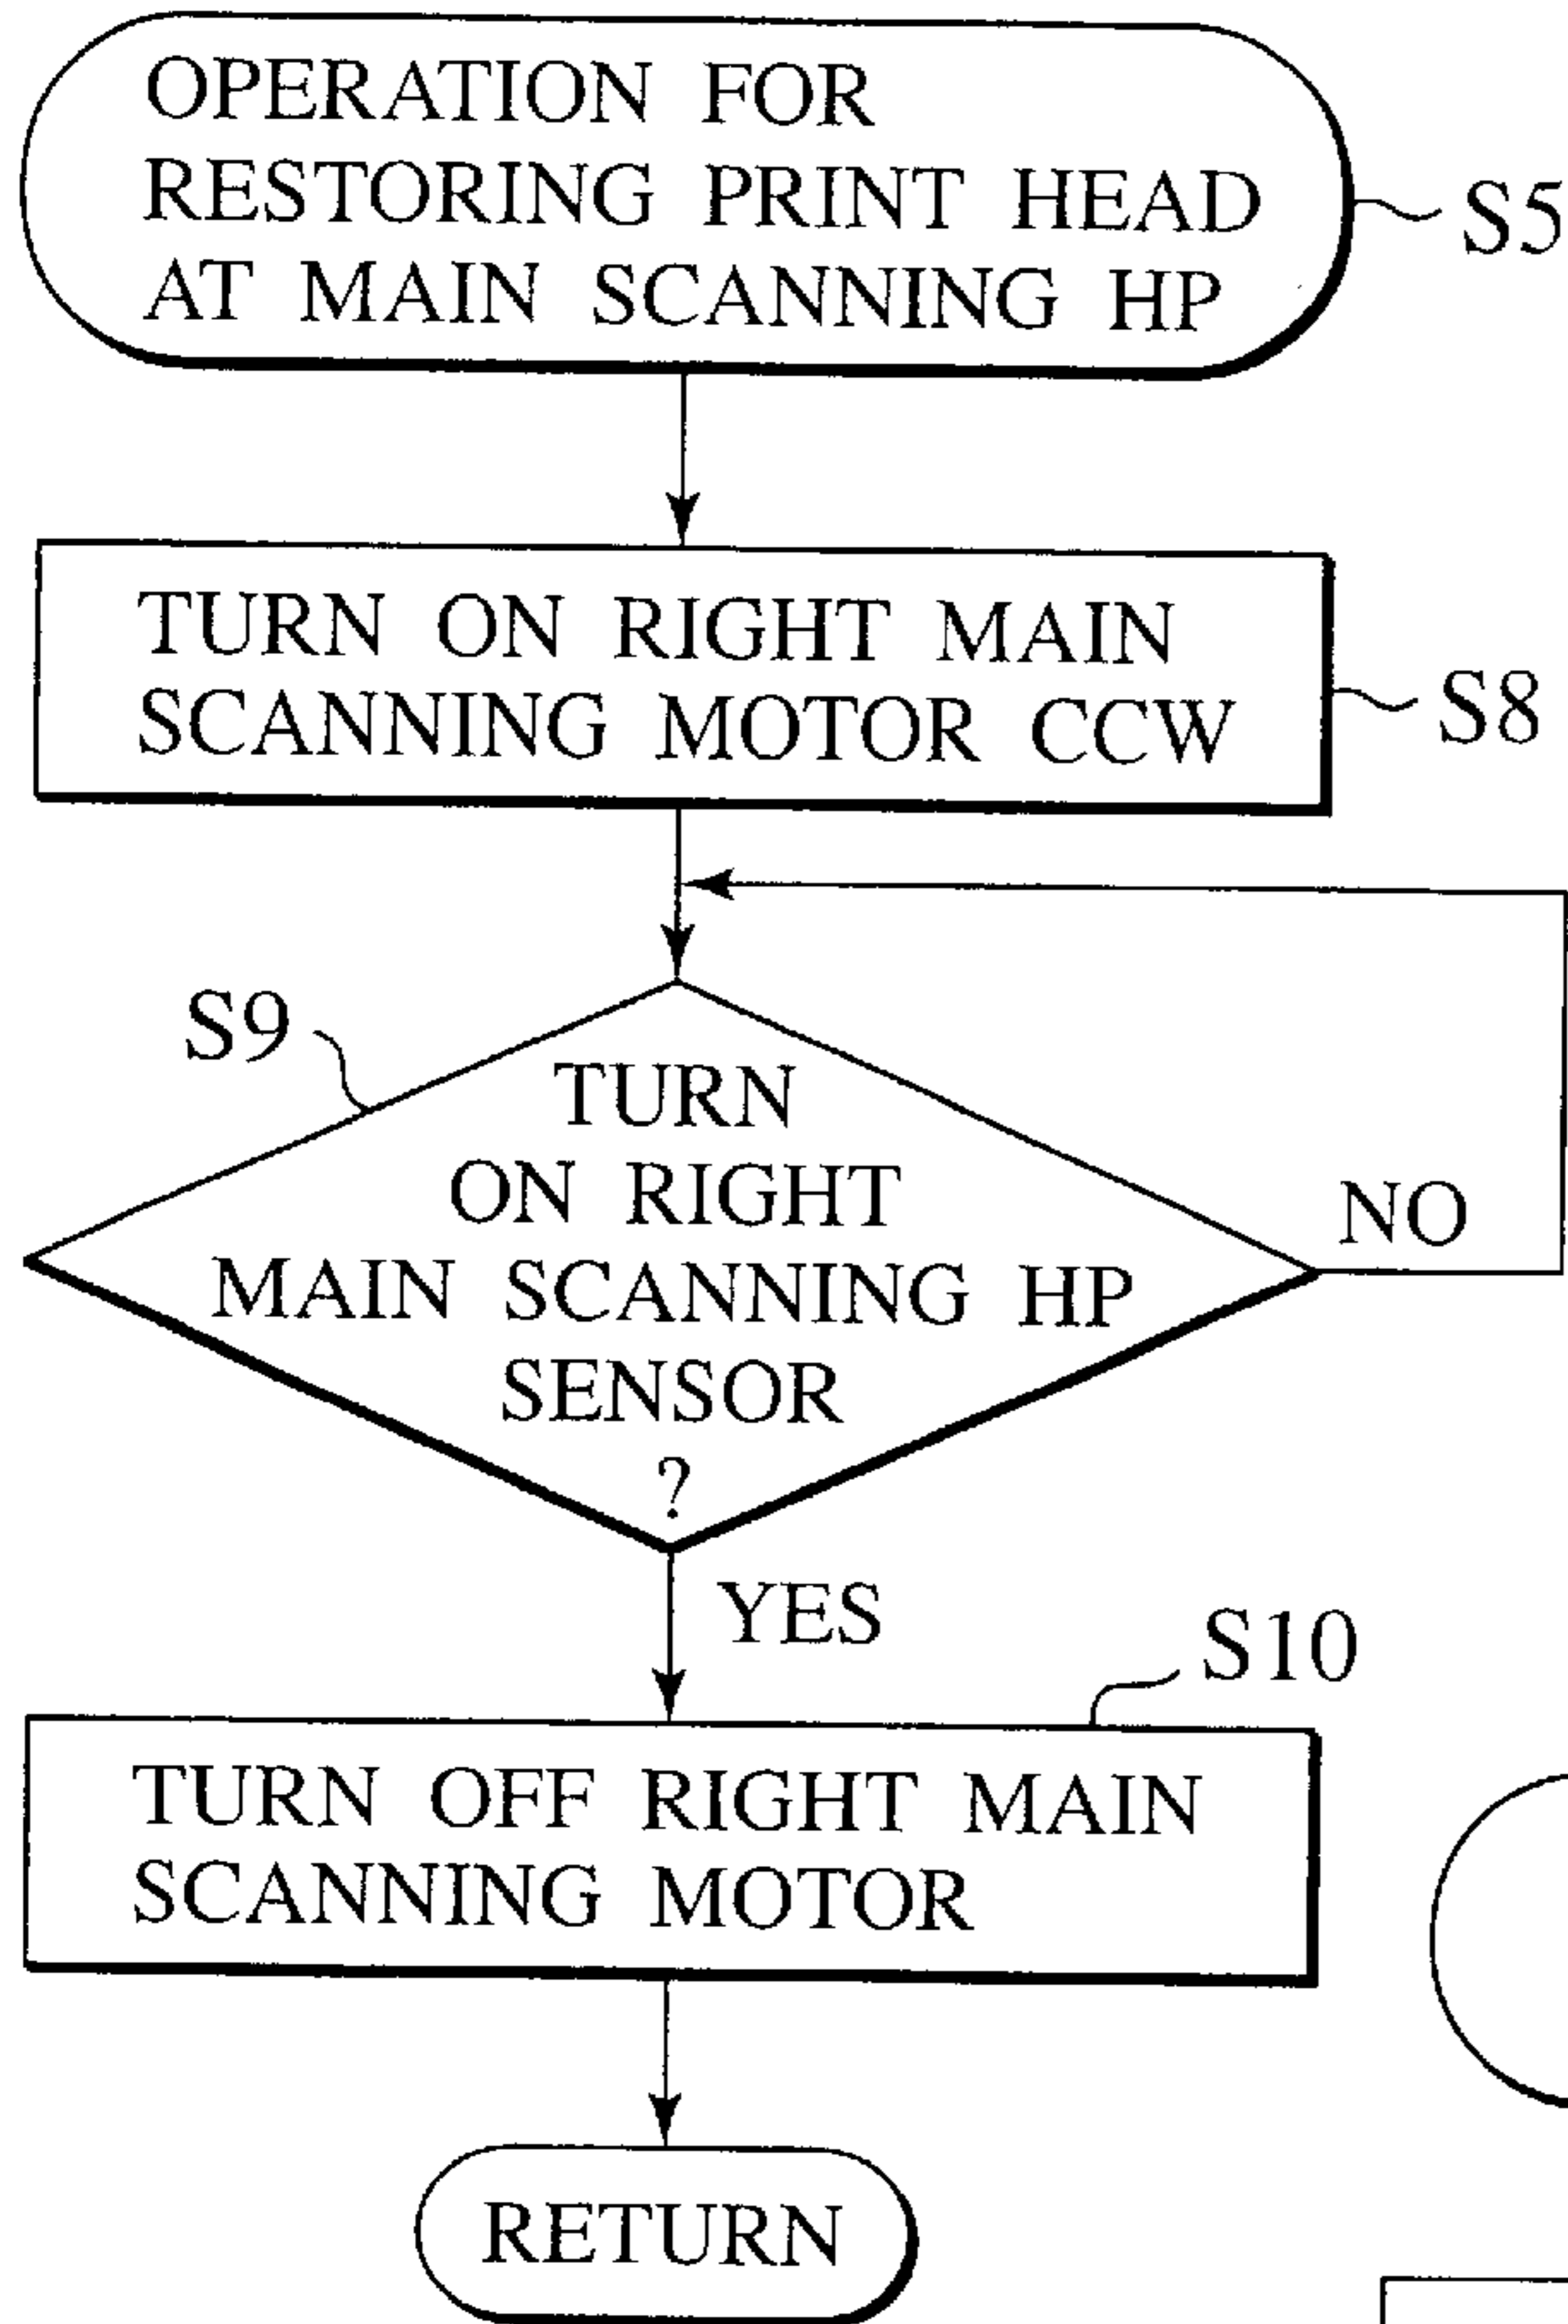 OPERATION FOR
RESTORING PRINT HEAD
AT MAIN SCANNING HP
S5
TURN ON RIGHT MAIN
SCANNING MOTOR CCW
S8
S9
TURN
ON RIGHT
MAIN SCANNING HP
SENSOR
?
NO
YES
S10
TURN OFF RIGHT MAIN
SCANNING MOTOR
RETURN